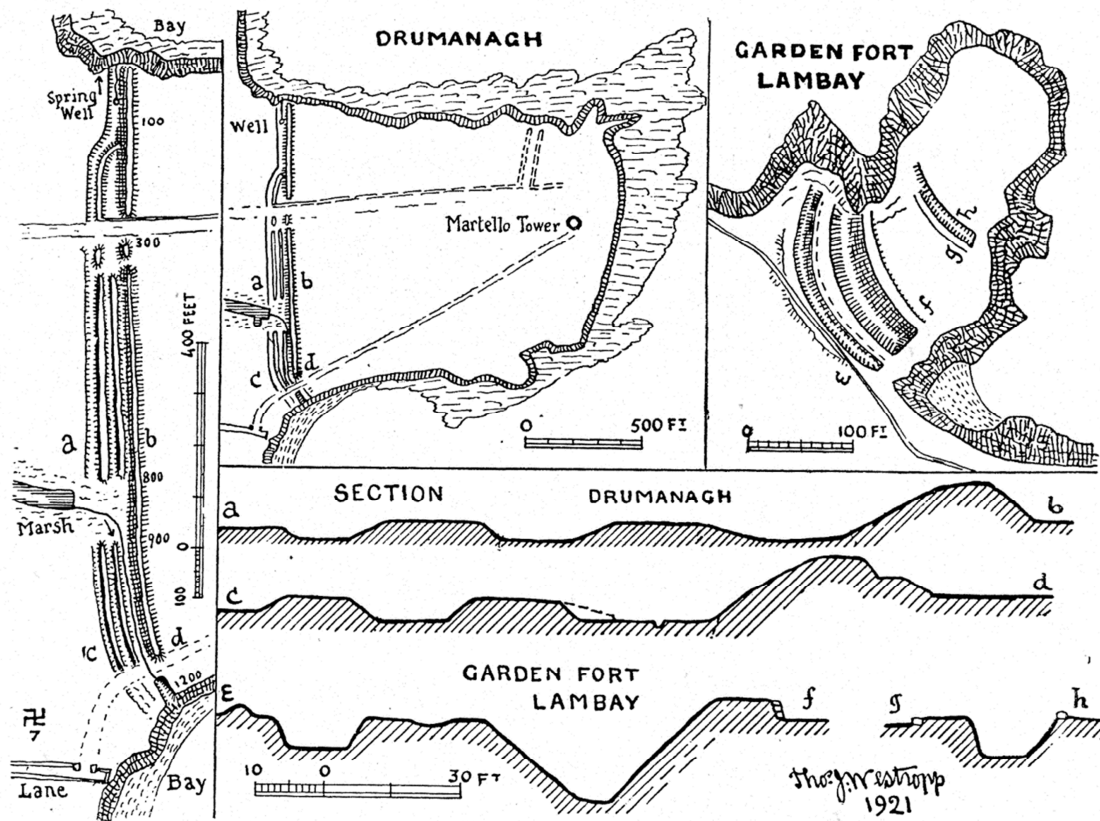 Bay
Spring
Well
100
300
400 FEET
a
b
800
Marsh
900
0
100
c
d
1200
7
Lane
Bay
DRUMANAGH
Well
Martello Tower
a
b
c
d
0 500 FT
GARDEN FORT
LAMBAY
h
g
f
ε
0 100 FT
SECTION DRUMANAGH
a
b
c
d
GARDEN FORT
LAMBAY
ε
f
g
h
10 0 30 FT
Tho.s J. Westropp
1921